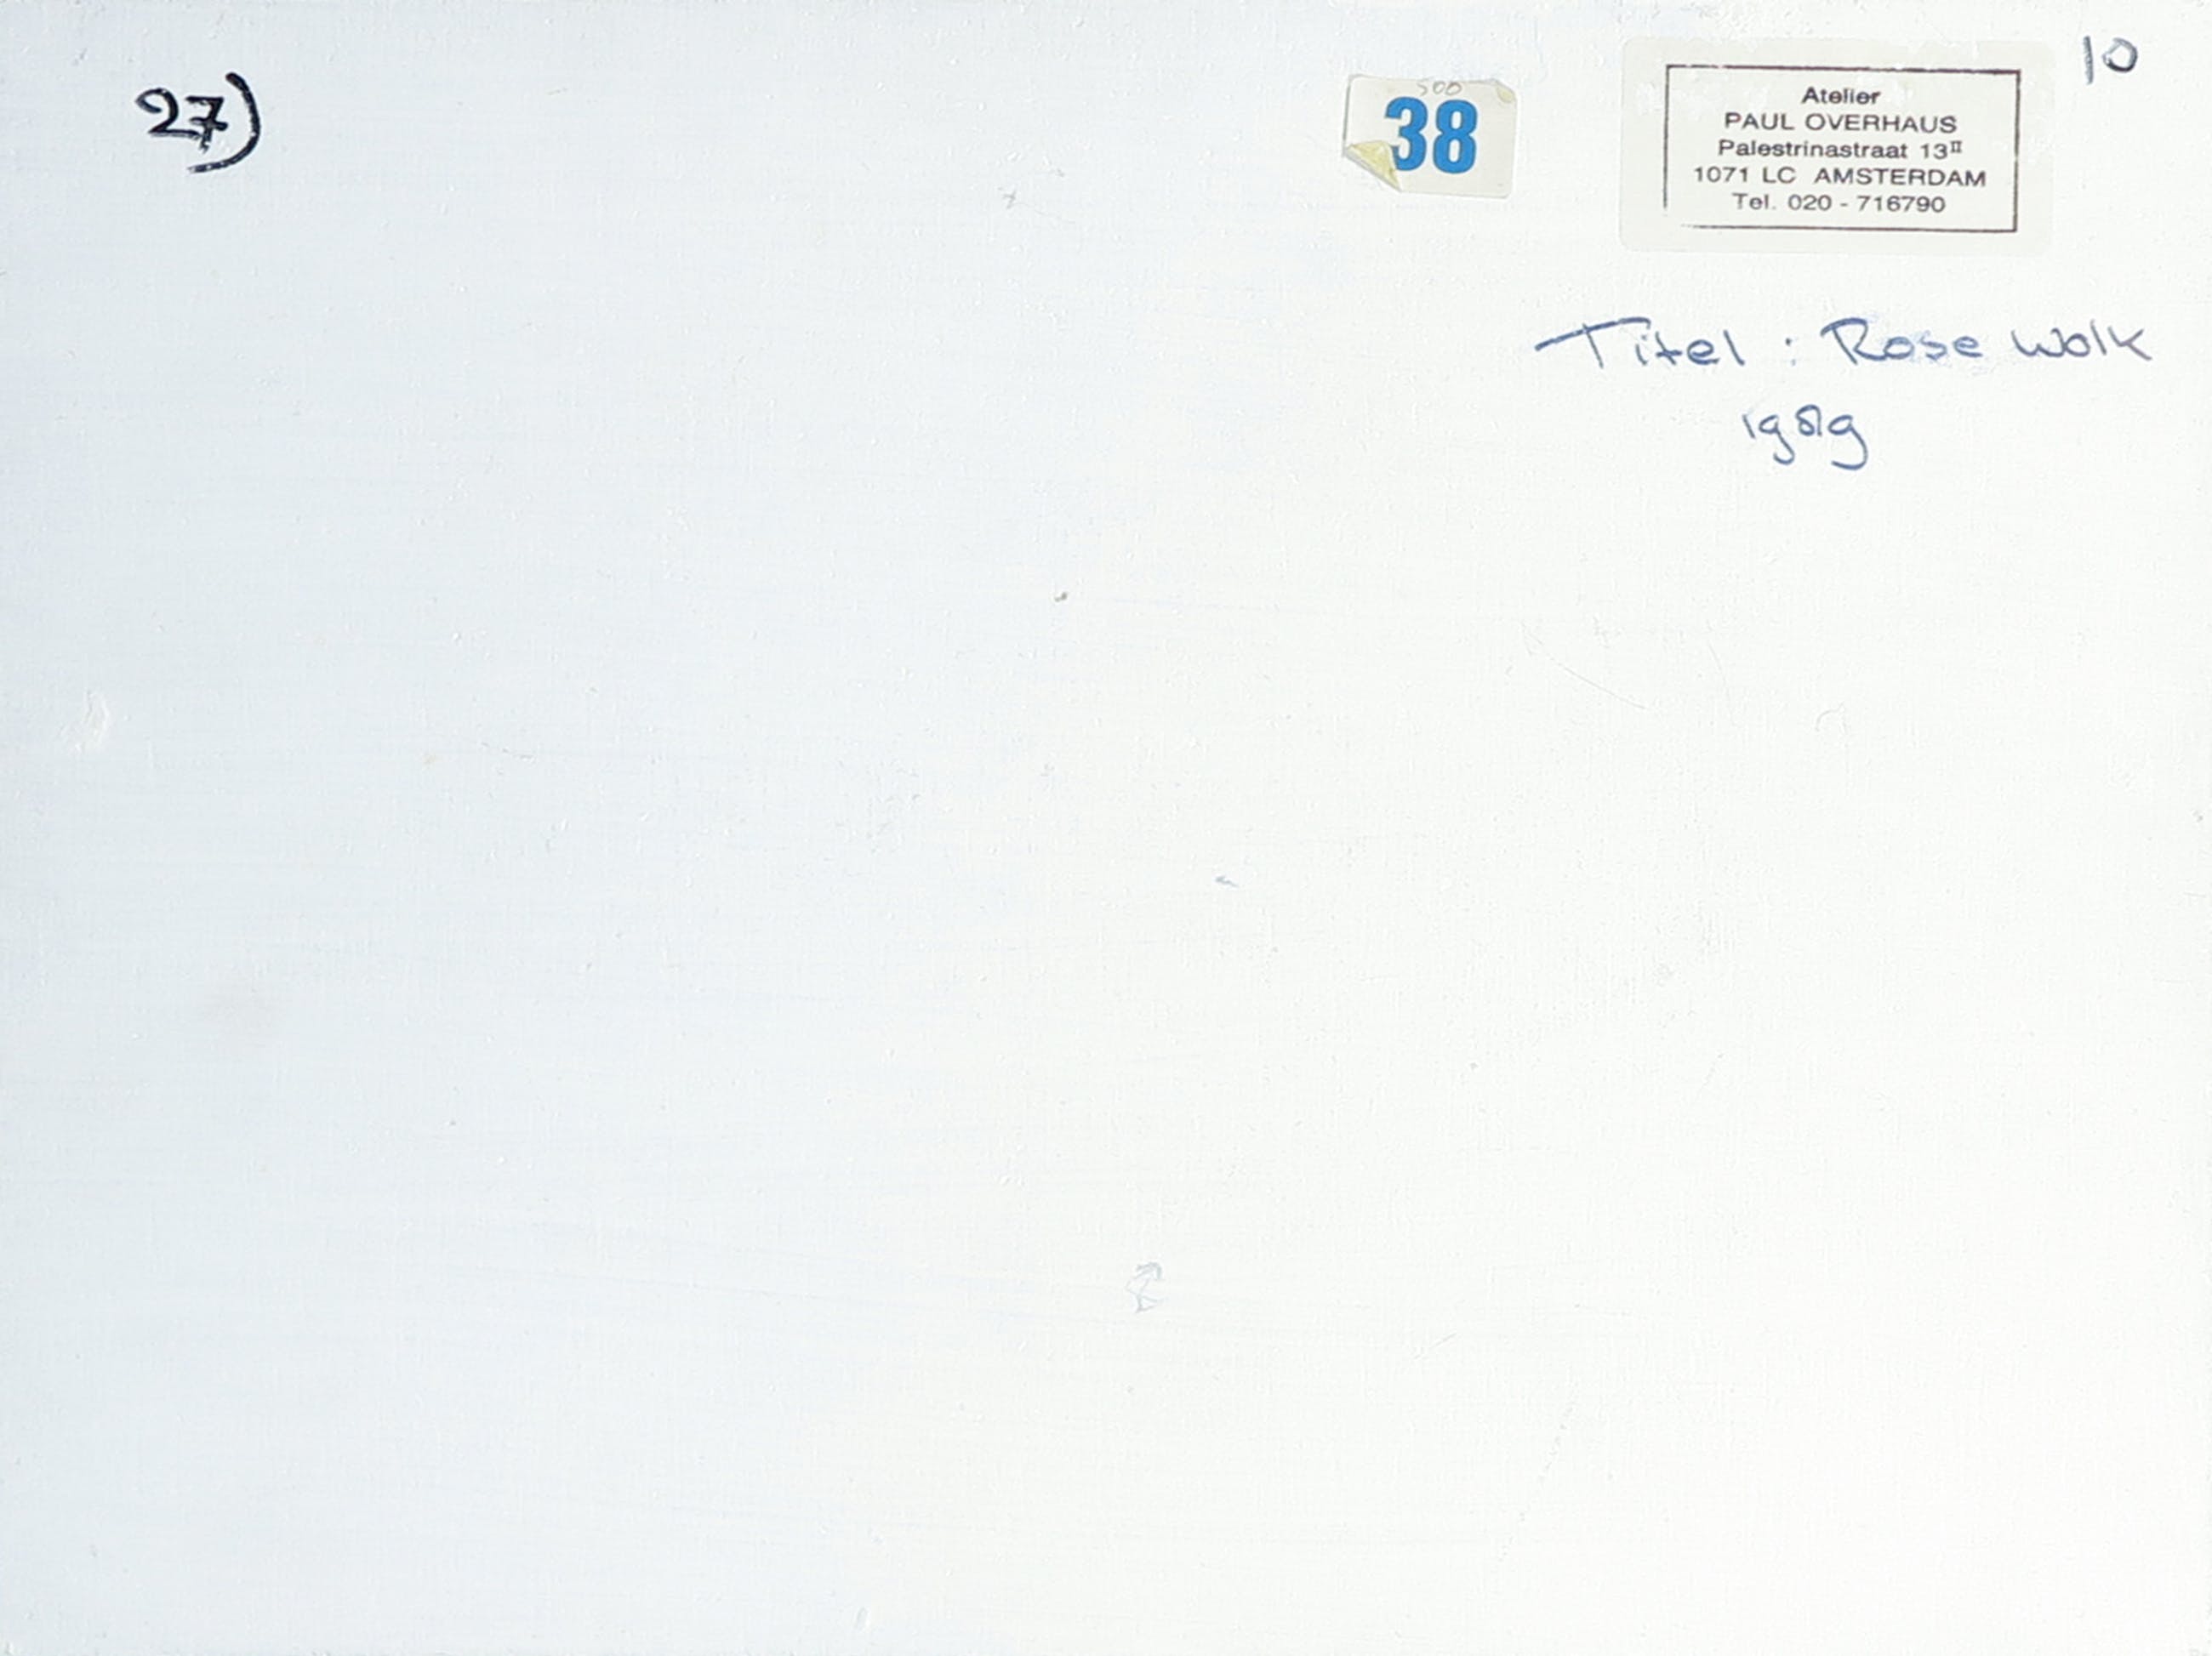 27)
500
38
10
Atelier
PAUL OVERHAUS
Palestrinastraat 13II
1071 LC AMSTERDAM
Tel. 020 - 716790
Titel : Rose Wolk
1989